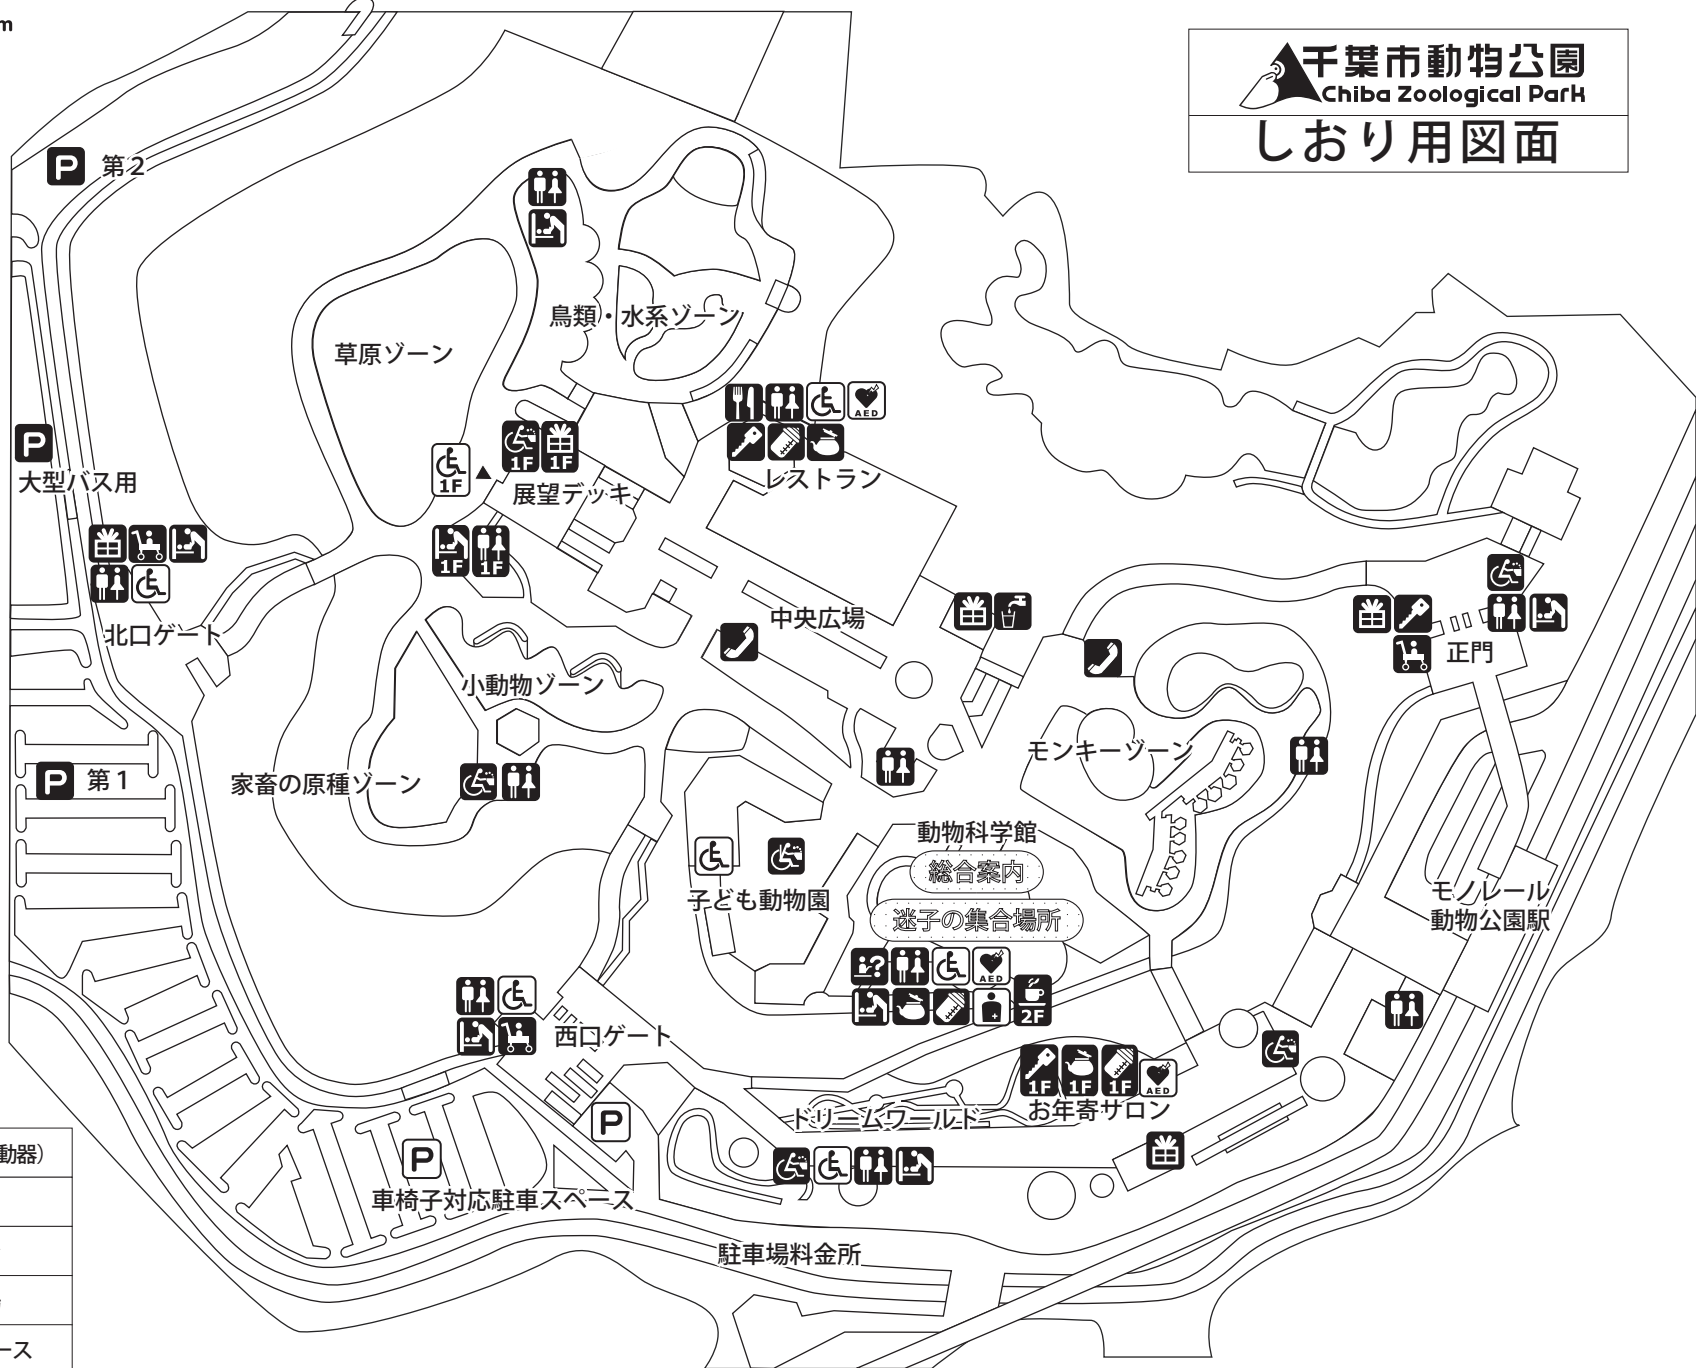 m
千葉市動物公園
Chiba Zoological Park
しおり用図面
P 第2
鳥類・水系ゾーン
草原ゾーン
AED
P
大型バス用
1F
1F
1F
展望デッキ
レストラン
1F
1F
北口ゲート
中央広場
正門
小動物ゾーン
モンキーゾーン
P 第1
家畜の原種ゾーン
動物科学館
総合案内
子ども動物園
迷子の集合場所
モノレール
動物公園駅
?
AED
2F
西口ゲート
1F
1F
1F
AED
お年寄サロン
ドリームワールド
P
P
車椅子対応駐車スペース
駐車場料金所
動器）
ース